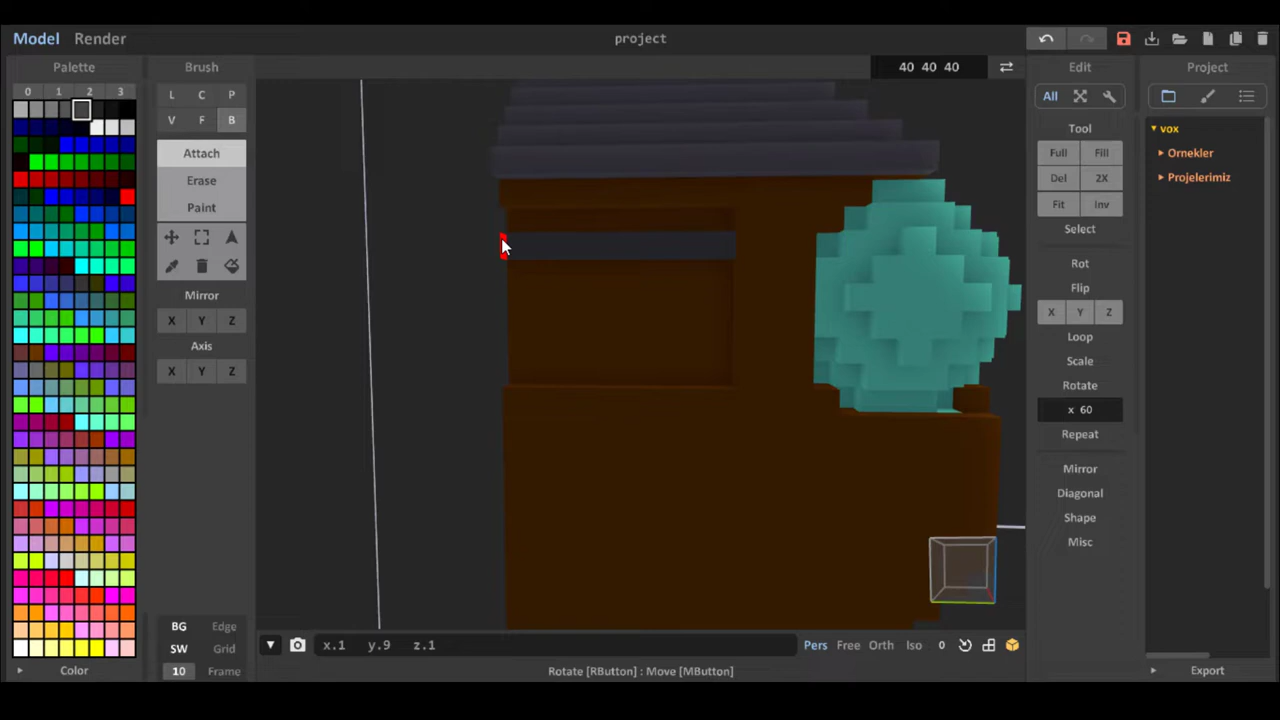 Model Render project
Palette Brush 40 40 40 Edit Project
0 1 2 3 L C P All
V F B Tool vox
Attach Full Fill Ornekler
Erase Del 2X Projelerimiz
Paint Fit Inv
Select
Rot
Mirror Flip
X Y Z X Y Z
Axis Loop
X Y Z Scale
Rotate
x 60
Repeat
Mirror
Diagonal
Shape
Misc
BG Edge
SW Grid x.1 y.9 z.1 Pers Free Orth Iso 0
Color 10 Frame Rotate [RButton] : Move [MButton] Export